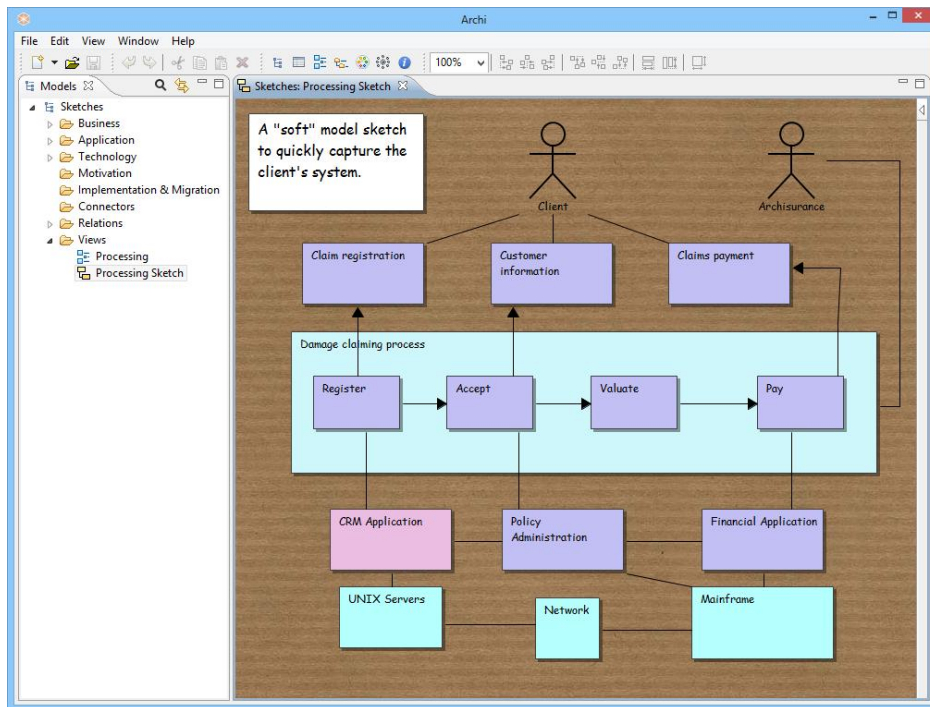 Archi
File Edit View Window Help
100%
Models
Sketches: Processing Sketch
Sketches
Business
Application
Technology
Motivation
Implementation & Migration
Connectors
Relations
Views
Processing
Processing Sketch
A "soft" model sketch
to quickly capture the
client's system.
Client
Archisurance
Claim registration
Customer
information
Claims payment
Damage claiming process
Register
Accept
Valuate
Pay
CRM Application
Policy
Administration
Financial Application
UNIX Servers
Network
Mainframe